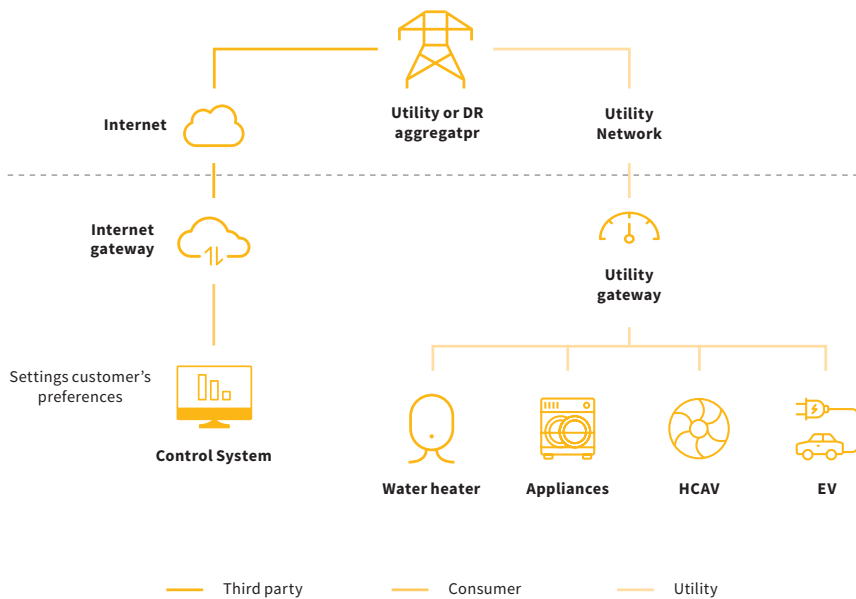 Internet
Utility or DR
aggregatpr
Utility
Network
Internet
gateway
Utility
gateway
Settings customer’s
preferences
Control System
Water heater
Appliances
HCAV
EV
Third party
Consumer
Utility